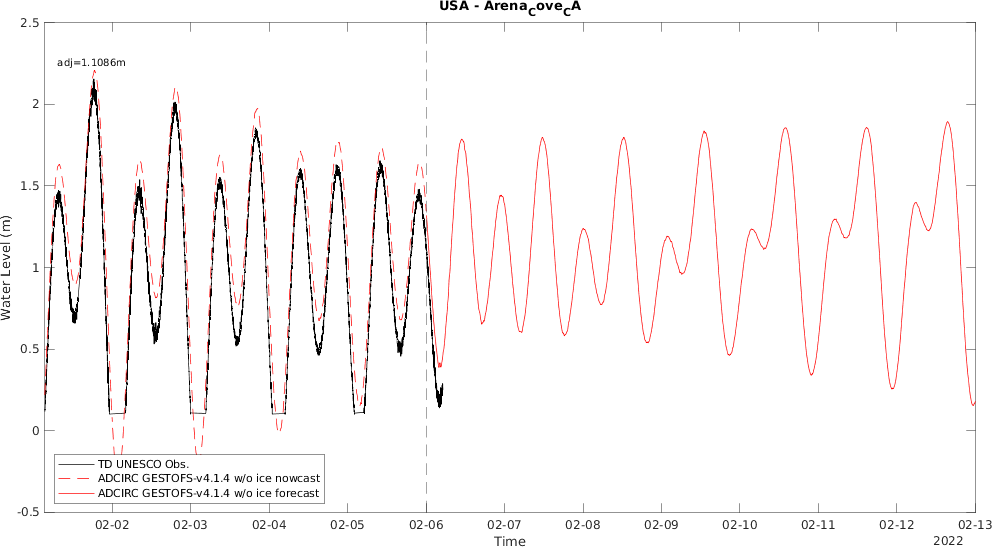 USA - ArenaCoveCA
adj=1.1086m
2.5
2
1.5
1
0.5
0
-0.5
Water Level (m)
TD UNESCO Obs.
ADCIRC GESTOFS-v4.1.4 w/o ice nowcast
ADCIRC GESTOFS-v4.1.4 w/o ice forecast
02-02 02-03 02-04 02-05 02-06 02-07 02-08 02-09 02-10 02-11 02-12 02-13
Time
2022